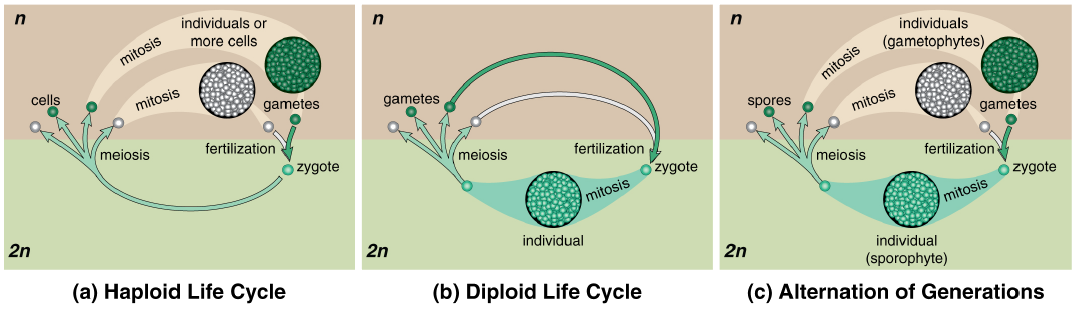 n
individuals or
more cells
mitosis
mitosis
cells
gametes
meiosis
fertilization
zygote
2n
(a) Haploid Life Cycle
n
gametes
meiosis
fertilization
zygote
mitosis
2n
individual
(b) Diploid Life Cycle
n
individuals
(gametophytes)
mitosis
mitosis
spores
gametes
meiosis
fertilization
zygote
mitosis
2n
individual
(sporophyte)
(c) Alternation of Generations